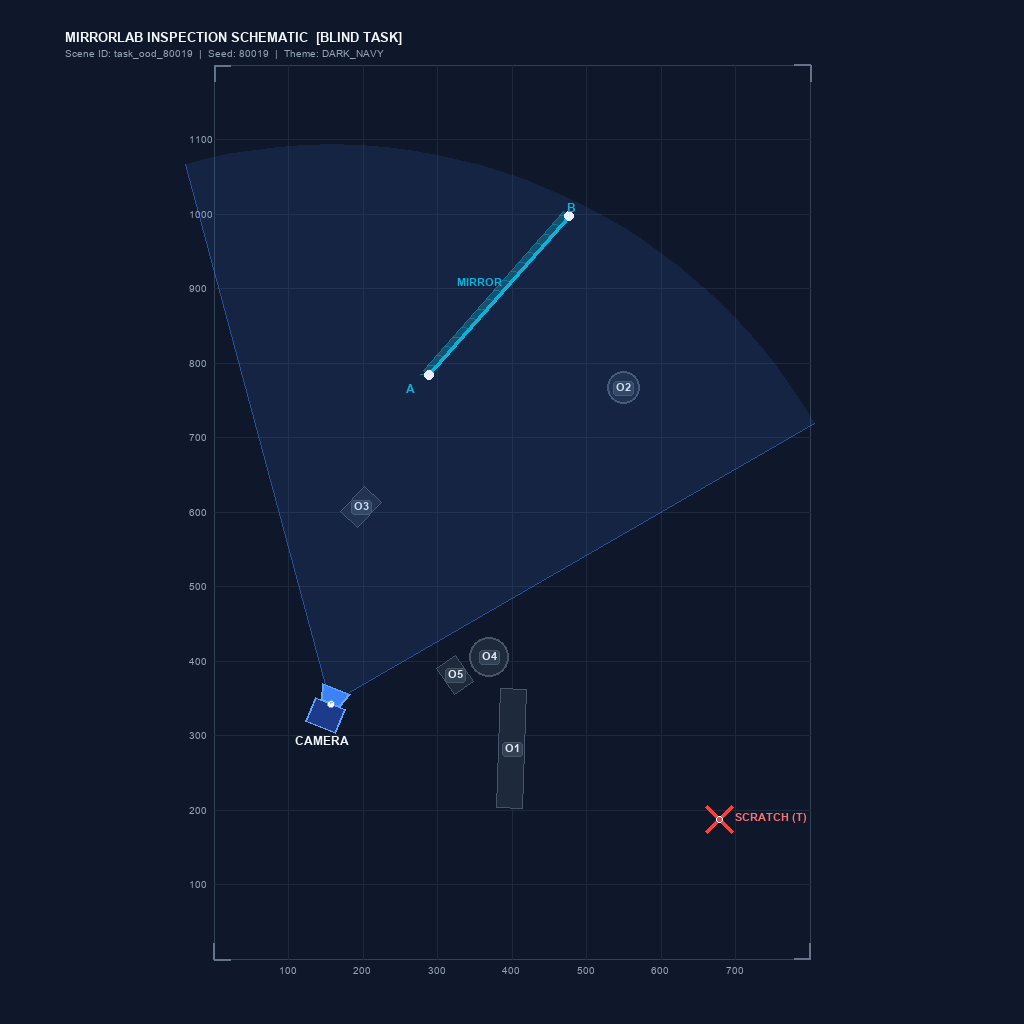 MIRRORLAB INSPECTION SCHEMATIC [BLIND TASK]
Scene ID: task_ood_80019 | Seed: 80019 | Theme: DARK_NAVY
1100
B
1000
MIRROR
900
800
A
O2
700
O3
600
500
400
O4
O5
CAMERA
300
O1
200
SCRATCH (T)
100
100 200 300 400 500 600 700